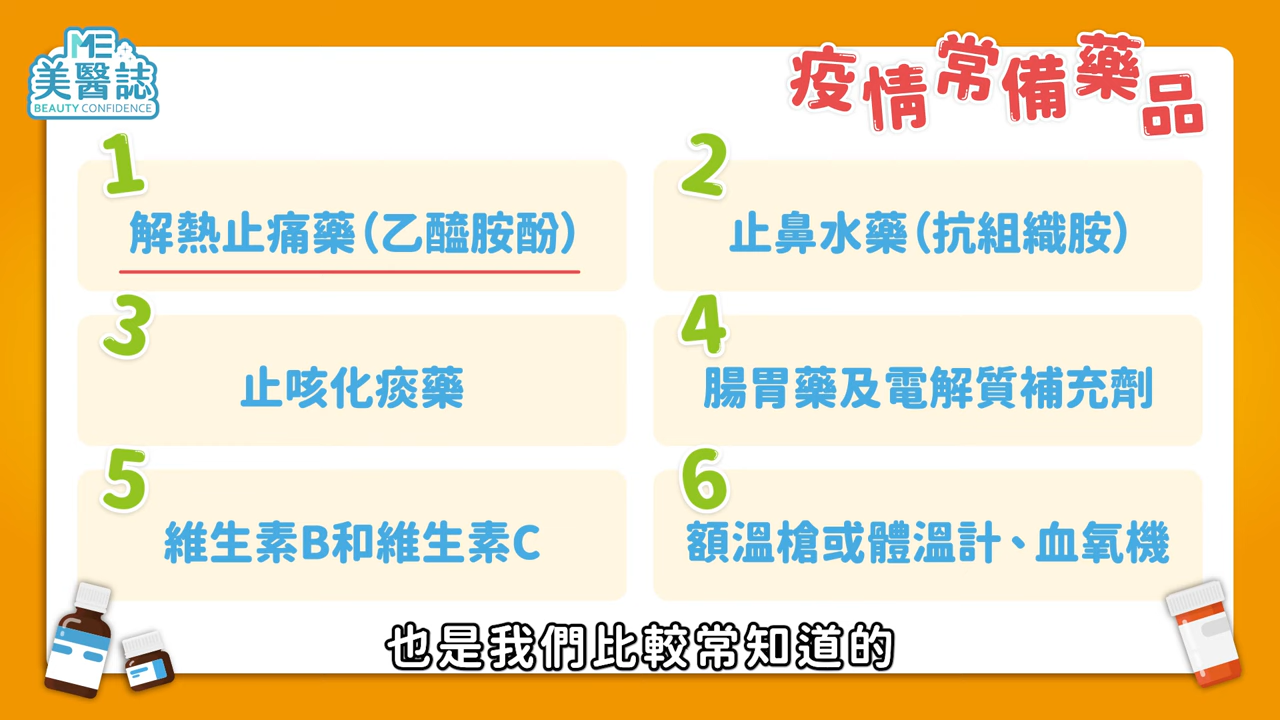 ME
美醫誌
BEAUTY CONFIDENCE
疫情常備藥品
1
解熱止痛藥(乙醯胺酚)
2
止鼻水藥(抗組織胺)
3
止咳化痰藥
4
腸胃藥及電解質補充劑
5
維生素B和維生素C
6
額溫槍或體溫計、血氧機
也是我們比較常知道的